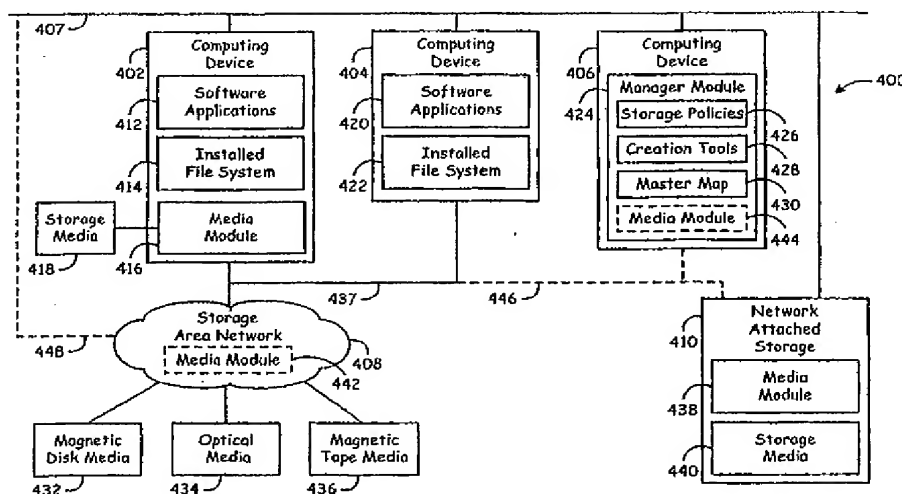 407
402
Computing
Device
Software
Applications
412
Installed
File System
414
Media
Module
416
Storage
Media
418
404
Computing
Device
Software
Applications
420
Installed
File System
422
406
Computing
Device
Manager Module
424
Storage Policies
426
Creation Tools
428
Master Map
430
Media Module
444
400
437
446
448
Storage
Area Network
Media Module
408
442
410
Network
Attached
Storage
Media
Module
438
Storage
Media
440
Magnetic
Disk Media
432
Optical
Media
434
Magnetic
Tape Media
436